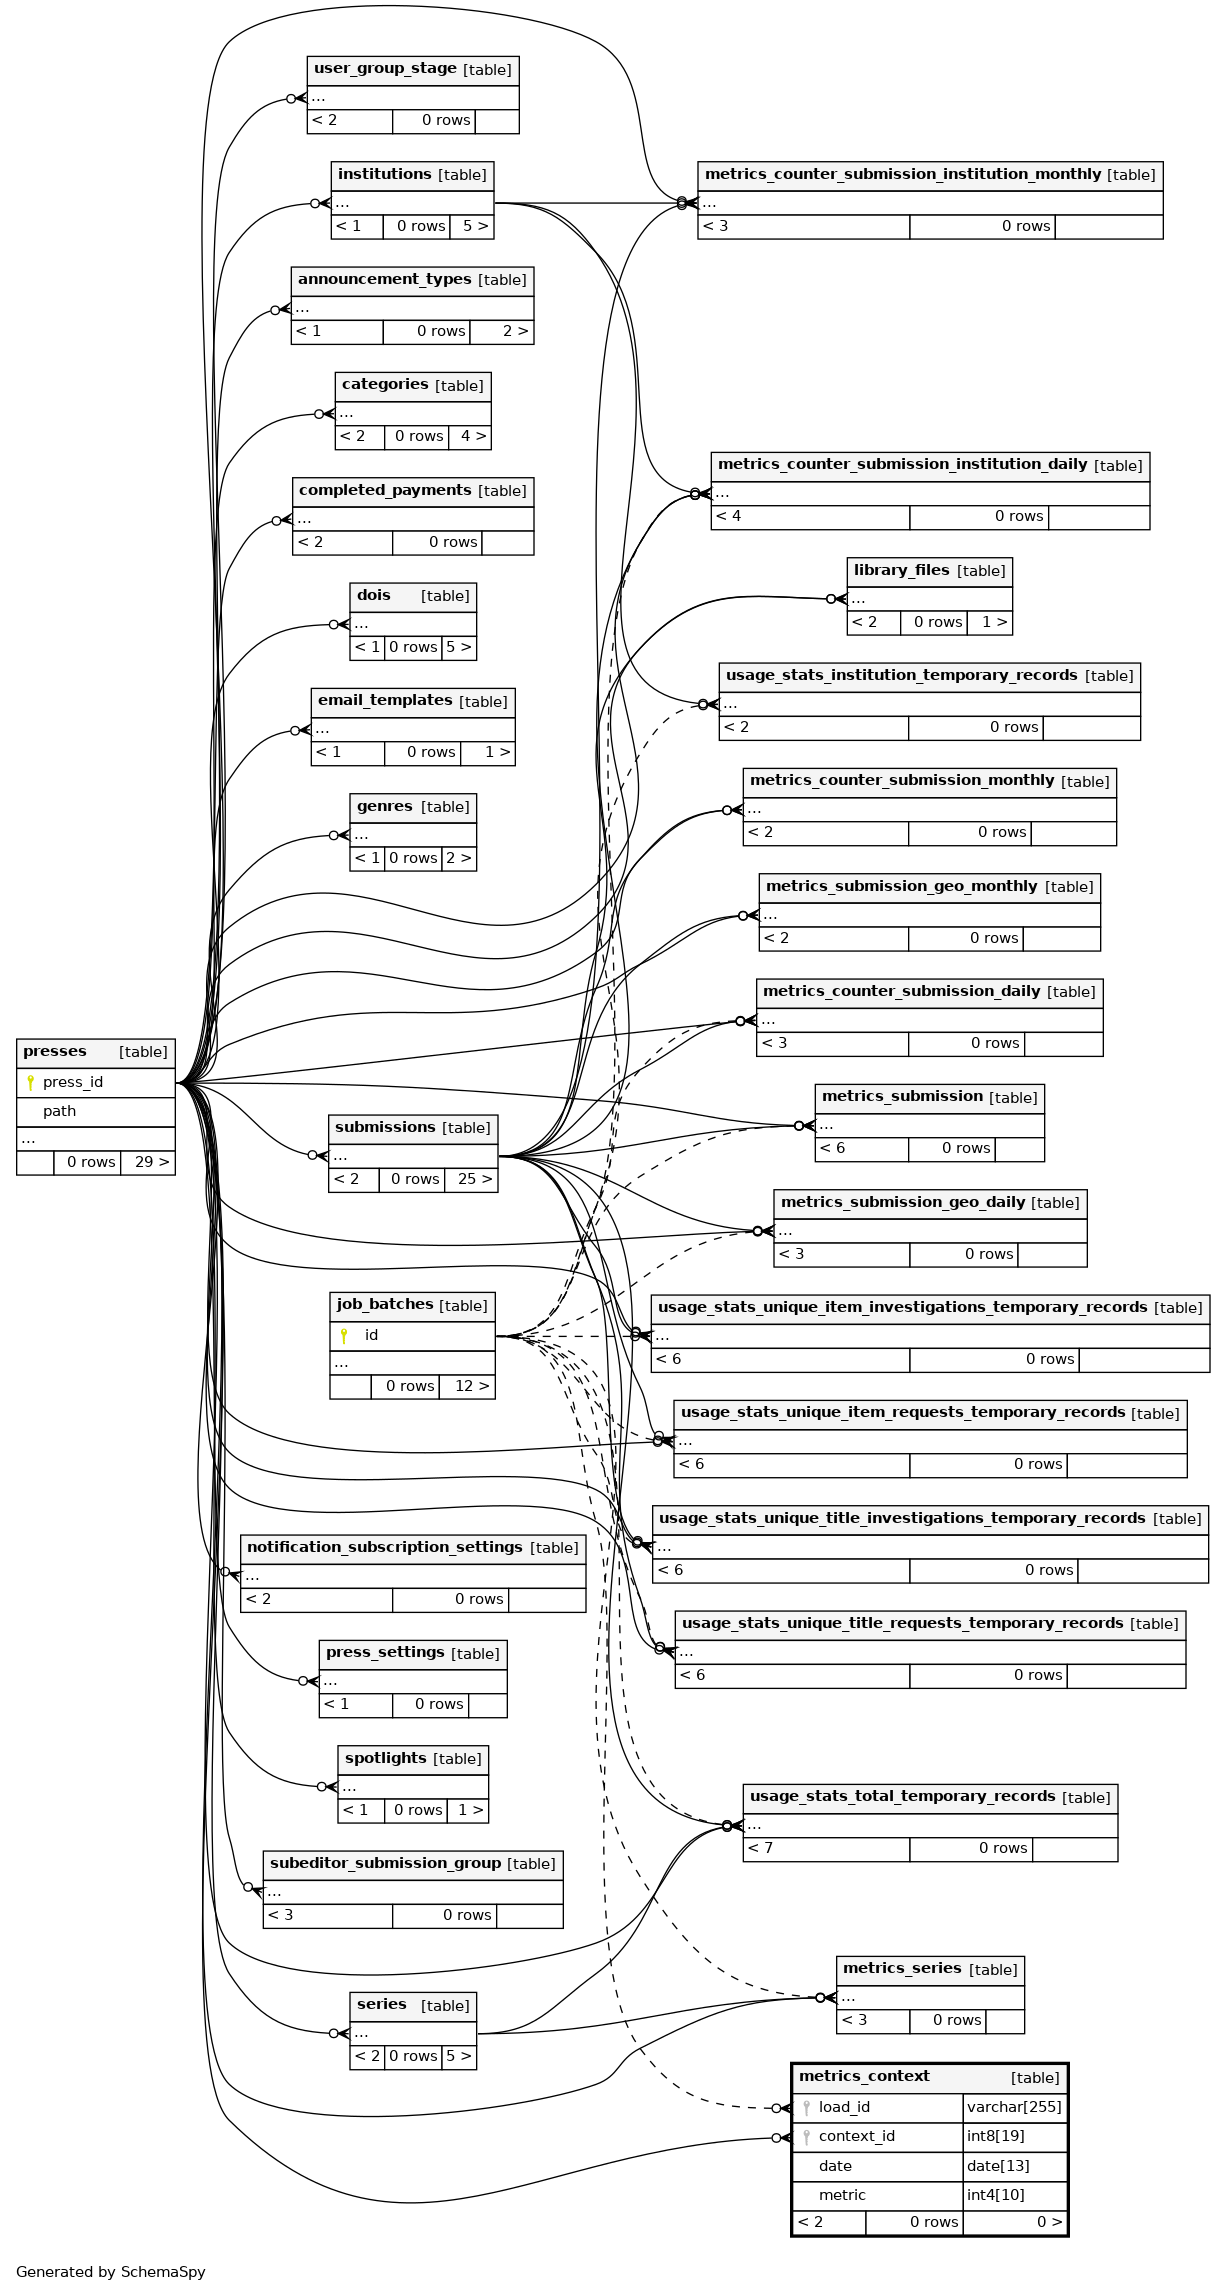 user_group_stage [table]
...
< 2 0 rows
institutions [table]
...
< 1 0 rows 5 >
announcement_types [table]
...
< 1 0 rows 2 >
categories [table]
...
< 2 0 rows 4 >
completed_payments [table]
...
< 2 0 rows
dois [table]
...
< 1 0 rows 5 >
email_templates [table]
...
< 1 0 rows 1 >
genres [table]
...
< 1 0 rows 2 >
presses [table]
press_id
path
...
0 rows 29 >
submissions [table]
...
< 2 0 rows 25 >
job_batches [table]
id
...
0 rows 12 >
notification_subscription_settings [table]
...
< 2 0 rows
press_settings [table]
...
< 1 0 rows
spotlights [table]
...
< 1 0 rows 1 >
subeditor_submission_group [table]
...
< 3 0 rows
series [table]
...
< 2 0 rows 5 >
metrics_counter_submission_institution_monthly [table]
...
< 3 0 rows
metrics_counter_submission_institution_daily [table]
...
< 4 0 rows
library_files [table]
...
< 2 0 rows 1 >
usage_stats_institution_temporary_records [table]
...
< 2 0 rows
metrics_counter_submission_monthly [table]
...
< 2 0 rows
metrics_submission_geo_monthly [table]
...
< 2 0 rows
metrics_counter_submission_daily [table]
...
< 3 0 rows
metrics_submission [table]
...
< 6 0 rows
metrics_submission_geo_daily [table]
...
< 3 0 rows
usage_stats_unique_item_investigations_temporary_records [table]
...
< 6 0 rows
usage_stats_unique_item_requests_temporary_records [table]
...
< 6 0 rows
usage_stats_unique_title_investigations_temporary_records [table]
...
< 6 0 rows
usage_stats_unique_title_requests_temporary_records [table]
...
< 6 0 rows
usage_stats_total_temporary_records [table]
...
< 7 0 rows
metrics_series [table]
...
< 3 0 rows
metrics_context [table]
load_id varchar[255]
context_id int8[19]
date date[13]
metric int4[10]
< 2 0 rows 0 >
Generated by SchemaSpy